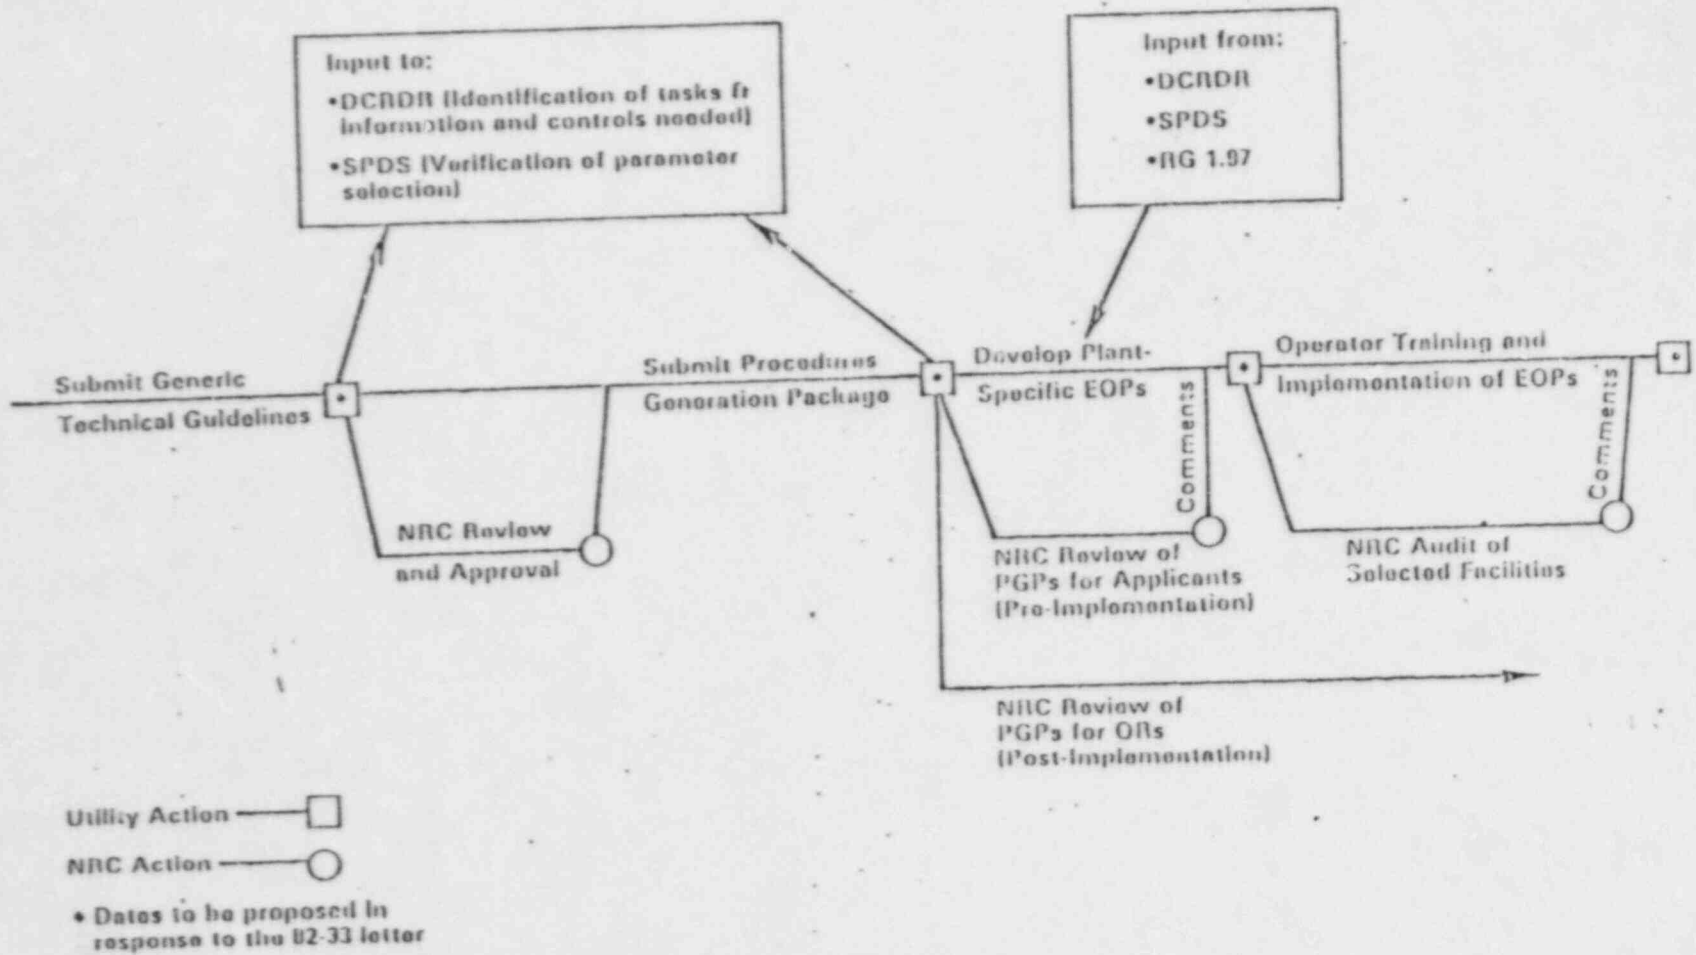 Input to:
•DCRDR (Identification of tasks &
information and controls needed)
•SPDS (Verification of parameter
selection)
Input from:
•DCRDR
•SPDS
•RG 1.97
Submit Generic
Technical Guidelines
NRC Review
and Approval
Submit Procedures
Generation Package
Develop Plant-
Specific EOPs
Comments
NRC Review of
PGPs for Applicants
(Pre-Implementation)
NRC Review of
PGPs for ORs
(Post-Implementation)
Operator Training and
Implementation of EOPs
Comments
NRC Audit of
Selected Facilities
Utility Action
NRC Action
• Dates to be proposed in
response to the 82-33 letter